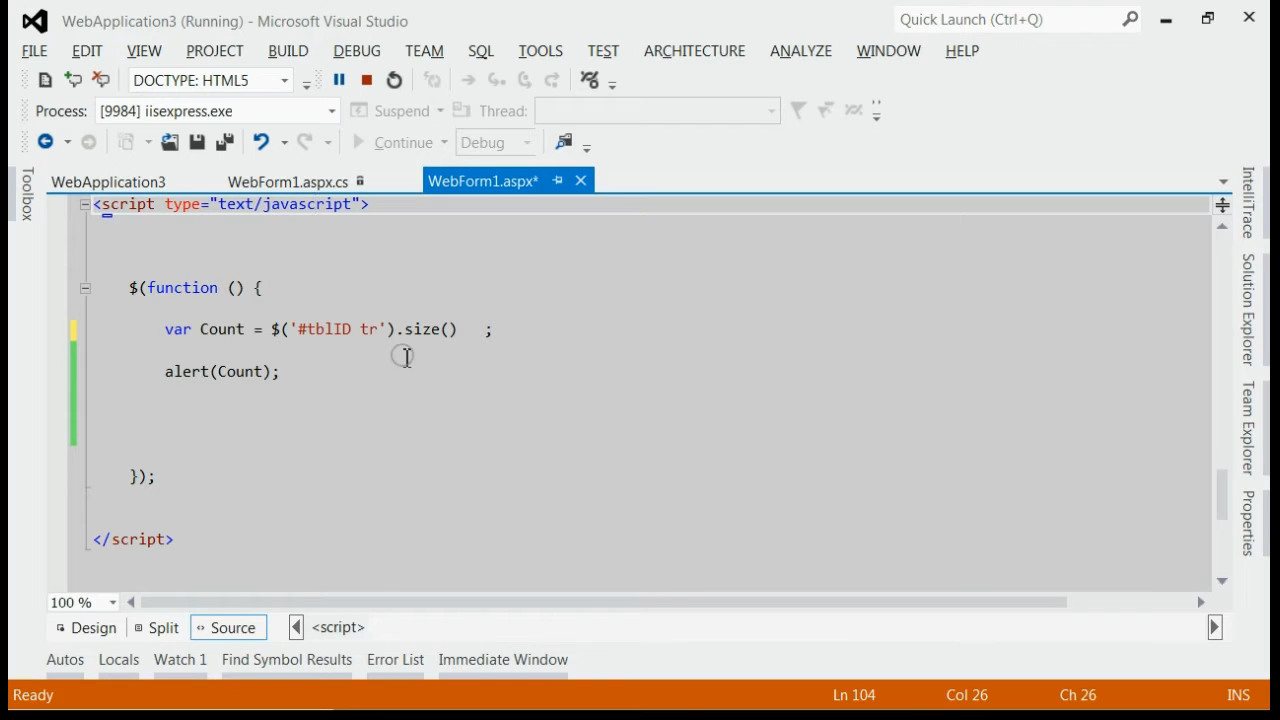 WebApplication3 (Running) - Microsoft Visual Studio
Quick Launch (Ctrl+Q)
FILE EDIT VIEW PROJECT BUILD DEBUG TEAM SQL TOOLS TEST ARCHITECTURE ANALYZE WINDOW HELP
DOCTYPE: HTML5
Process: [9984] iisexpress.exe Suspend Thread:
Continue Debug
WebApplication3 WebForm1.aspx.cs WebForm1.aspx*
<script type="text/javascript">
$(function () {
var Count = $('#tblID tr').size()   ;
alert(Count);
});
</script>
100 %
Design Split Source <script>
Autos Locals Watch 1 Find Symbol Results Error List Immediate Window
Ready Ln 104 Col 26 Ch 26 INS
Toolbox
IntelliTrace
Solution Explorer
Team Explorer
Properties